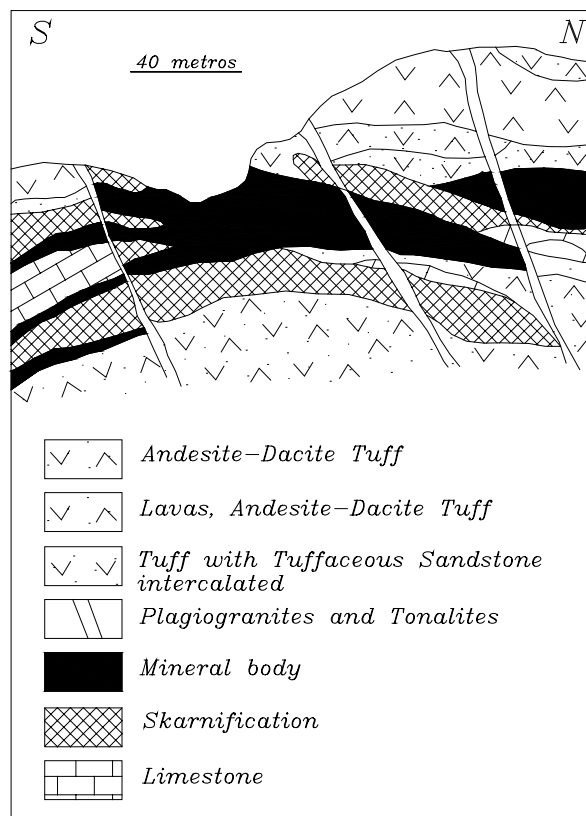 S
N
40 metros
Andesite-Dacite Tuff
Lavas, Andesite-Dacite Tuff
Tuff with Tuffaceous Sandstone
intercalated
Plagiogranites and Tonalites
Mineral body
Skarnification
Limestone